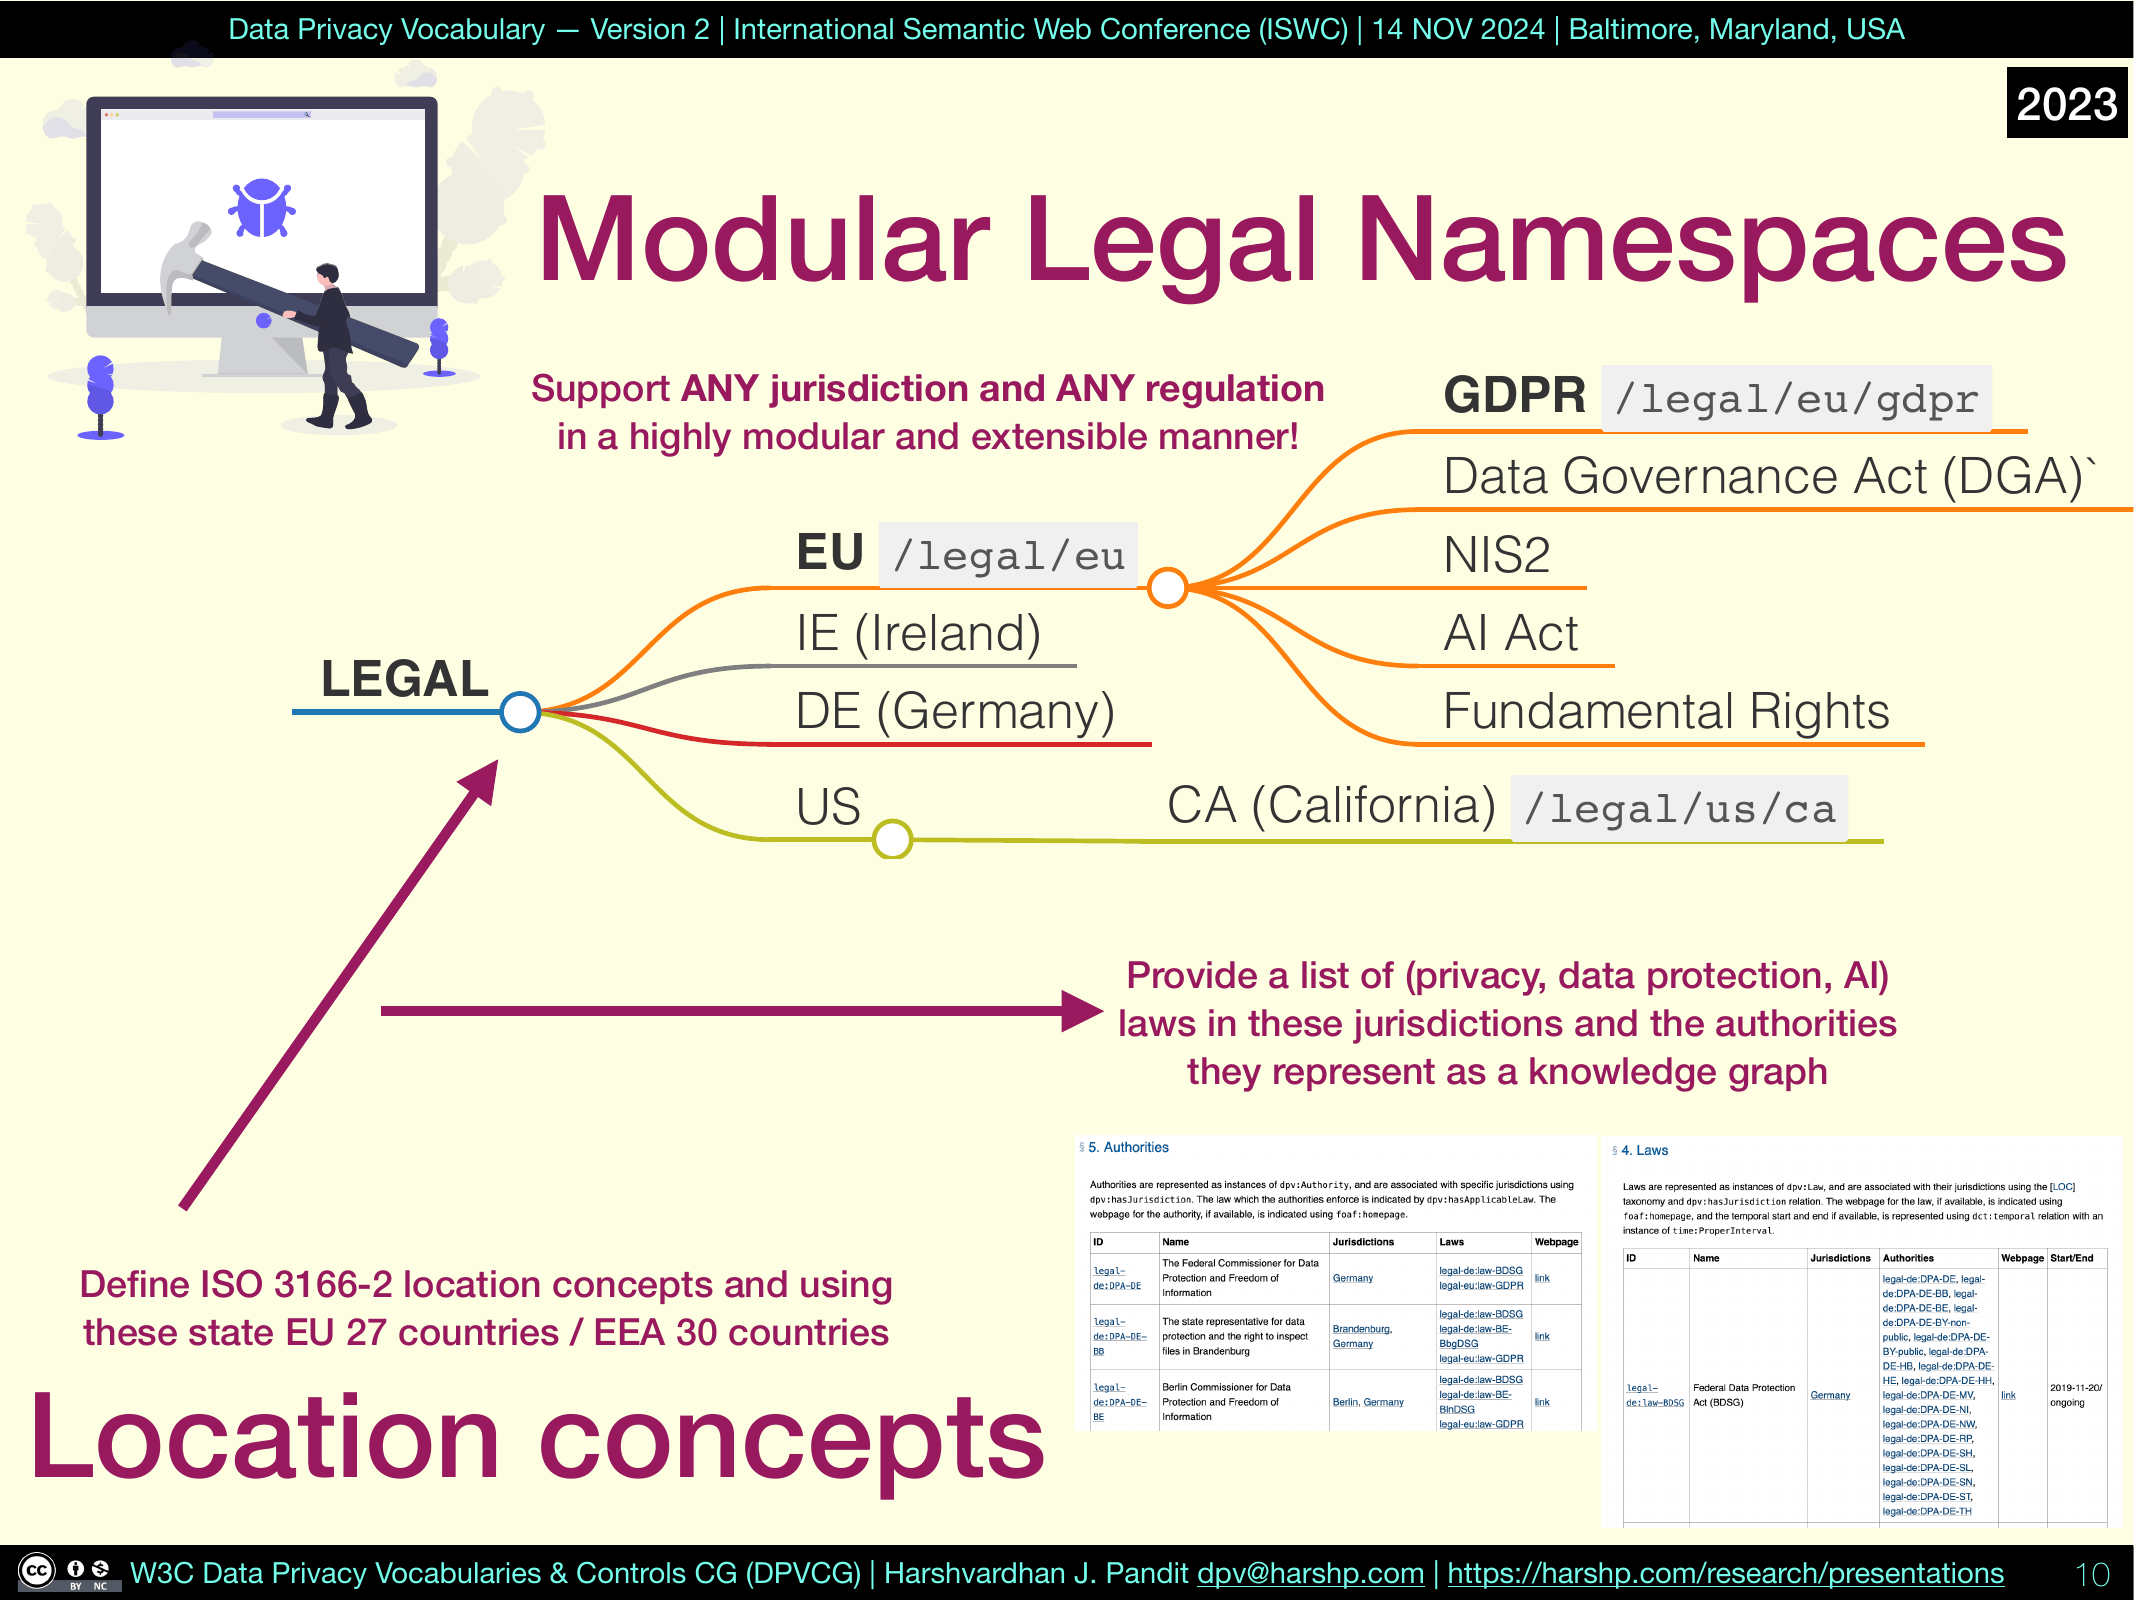 Data Privacy Vocabulary — Version 2 | International Semantic Web Conference (ISWC) | 14 NOV 2024 | Baltimore, Maryland, USA
2023
Modular Legal Namespaces
Support ANY jurisdiction and ANY regulation
in a highly modular and extensible manner!
GDPR /legal/eu/gdpr
Data Governance Act (DGA)`
EU /legal/eu
NIS2
IE (Ireland)
AI Act
LEGAL
DE (Germany)
Fundamental Rights
US
CA (California) /legal/us/ca
Provide a list of (privacy, data protection, AI)
laws in these jurisdictions and the authorities
they represent as a knowledge graph
Define ISO 3166-2 location concepts and using
these state EU 27 countries / EEA 30 countries
Location concepts
§ 5. Authorities
Authorities are represented as instances of dpv:Authority, and are associated with specific jurisdictions using
dpv:hasJurisdiction. The law which the authorities enforce is indicated by dpv:hasApplicableLaw. The
webpage for the authority, if available, is indicated using foaf:homepage.
ID Name Jurisdictions Laws Webpage
legal-
de:DPA-DE
The Federal Commissioner for Data
Protection and Freedom of
Information
Germany
legal-de:law-BDSG
legal-eu:law-GDPR
link
legal-
de:DPA-DE-
BB
The state representative for data
protection and the right to inspect
files in Brandenburg
Brandenburg,
Germany
legal-de:law-BDSG
legal-de:law-BE-
BbgDSG
legal-eu:law-GDPR
link
legal-
de:DPA-DE-
BE
Berlin Commissioner for Data
Protection and Freedom of
Information
Berlin, Germany
legal-de:law-BDSG
legal-de:law-BE-
BlnDSG
legal-eu:law-GDPR
link
§ 4. Laws
Laws are represented as instances of dpv:Law, and are associated with their jurisdictions using the [LOC]
taxonomy and dpv:hasJurisdiction relation. The webpage for the law, if available, is indicated using
foaf:homepage, and the temporal start and end if available, is represented using dct:temporal relation with an
instance of time:ProperInterval.
ID Name Jurisdictions Authorities Webpage Start/End
legal-
de:law-BDSG
Federal Data Protection
Act (BDSG)
Germany
legal-de:DPA-DE, legal-
de:DPA-DE-BB, legal-
de:DPA-DE-BE, legal-
de:DPA-DE-BY-non-
public, legal-de:DPA-DE-
BY-public, legal-de:DPA-
DE-HB, legal-de:DPA-DE-
HE, legal-de:DPA-DE-HH,
legal-de:DPA-DE-MV,
legal-de:DPA-DE-NI,
legal-de:DPA-DE-NW,
legal-de:DPA-DE-RP,
legal-de:DPA-DE-SH,
legal-de:DPA-DE-SL,
legal-de:DPA-DE-SN,
legal-de:DPA-DE-ST,
legal-de:DPA-DE-TH
link
2019-11-20/
ongoing
CC BY NC
W3C Data Privacy Vocabularies & Controls CG (DPVCG) | Harshvardhan J. Pandit dpv@harshp.com | https://harshp.com/research/presentations
10